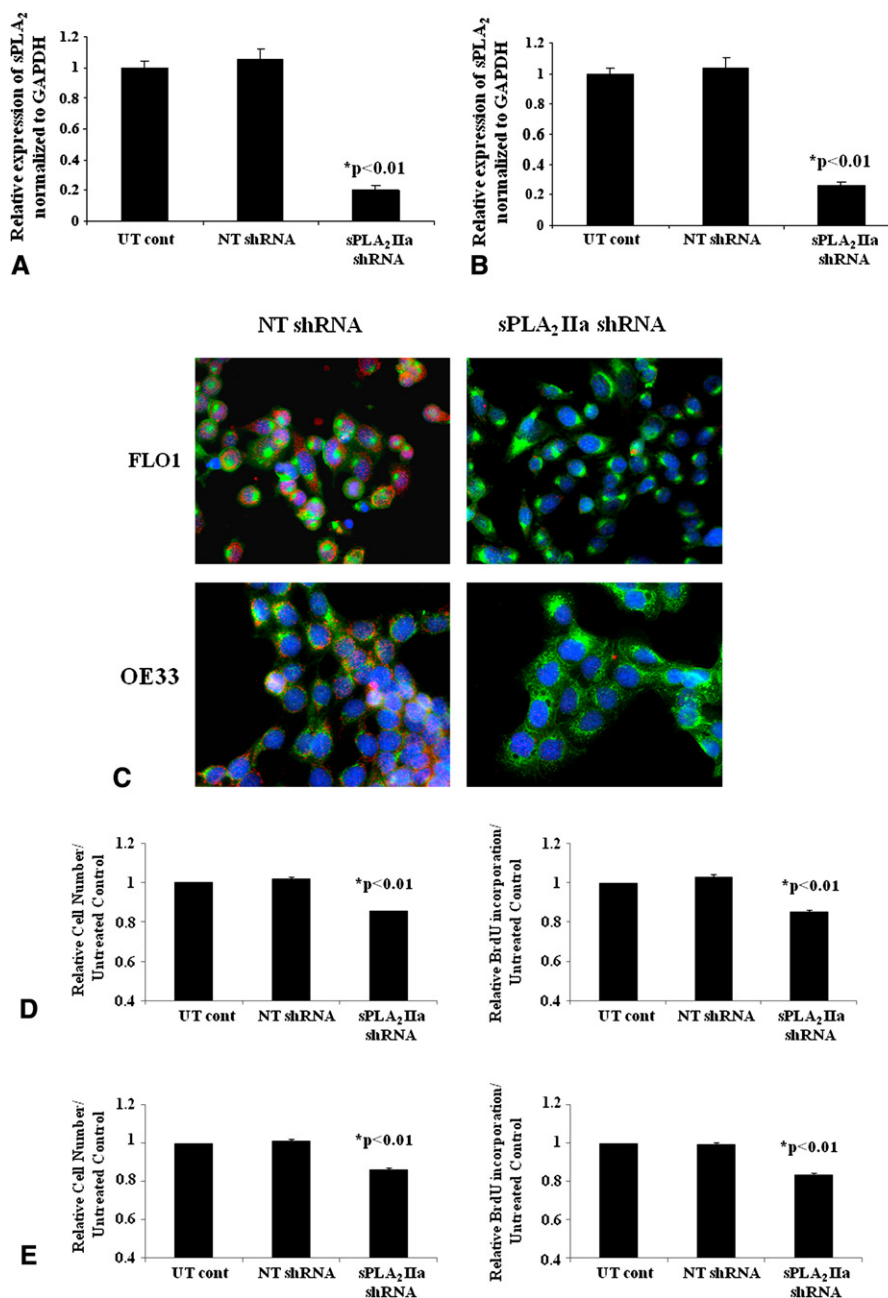 Relative expression of sPLA₂
normalized to GAPDH
1.2
1
0.8
0.6
0.4
0.2
0
*p<0.01
UT cont
NT shRNA
sPLA₂IIa
shRNA
A
Relative expression of sPLA₂
normalized to GAPDH
1.2
1
0.8
0.6
0.4
0.2
0
*p<0.01
UT cont
NT shRNA
sPLA₂IIa
shRNA
B
NT shRNA
sPLA₂IIa shRNA
FLO1
OE33
C
Relative Cell Number/
Untreated Control
1.2
1
0.8
0.6
0.4
*p<0.01
UT cont
NT shRNA
sPLA₂IIa
shRNA
D
Relative BrdU incorporation/
Untreated Control
1.2
1
0.8
0.6
0.4
*p<0.01
UT cont
NT shRNA
sPLA₂IIa
shRNA
Relative Cell Number/
Untreated Control
1.2
1
0.8
0.6
0.4
*p<0.01
UT cont
NT shRNA
sPLA₂IIa
shRNA
E
Relative BrdU incorporation/
Untreated Control
1.2
1
0.8
0.6
0.4
*p<0.01
UT cont
NT shRNA
sPLA₂IIa
shRNA